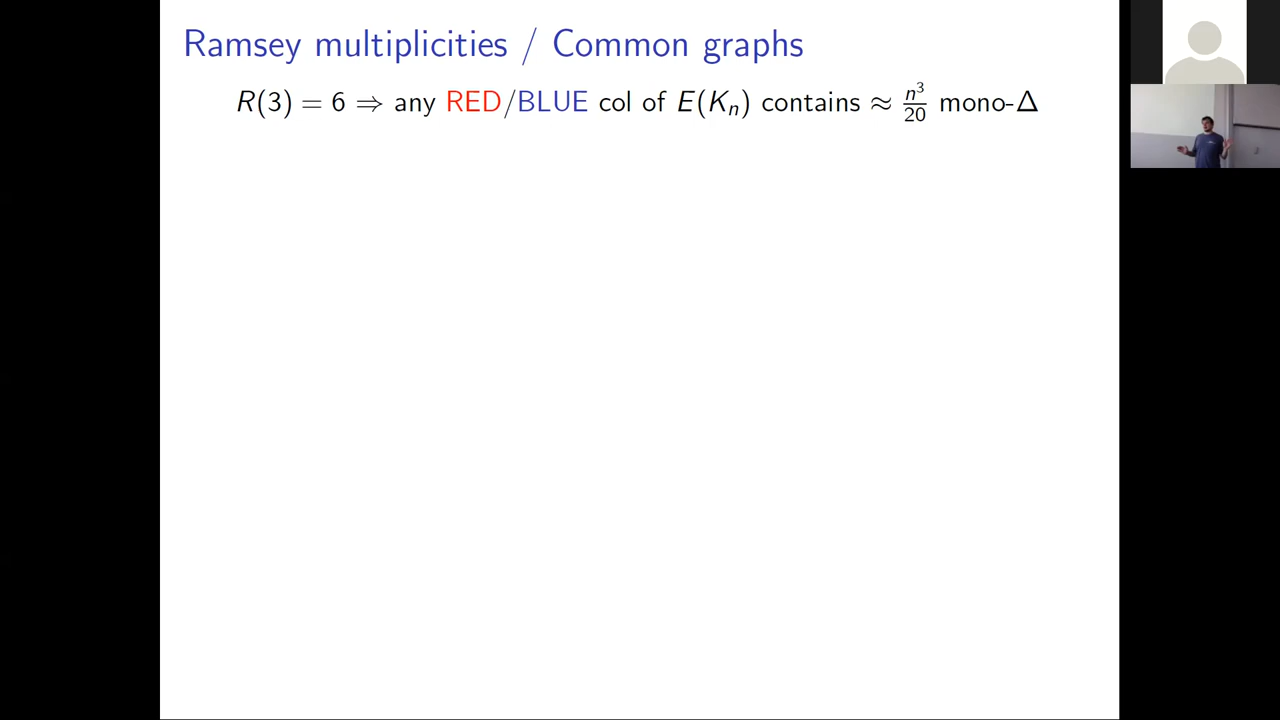 Ramsey multiplicities / Common graphs
R(3) = 6 ⇒ any RED/BLUE col of E(Kₙ) contains ≈ n³/20 mono-Δ